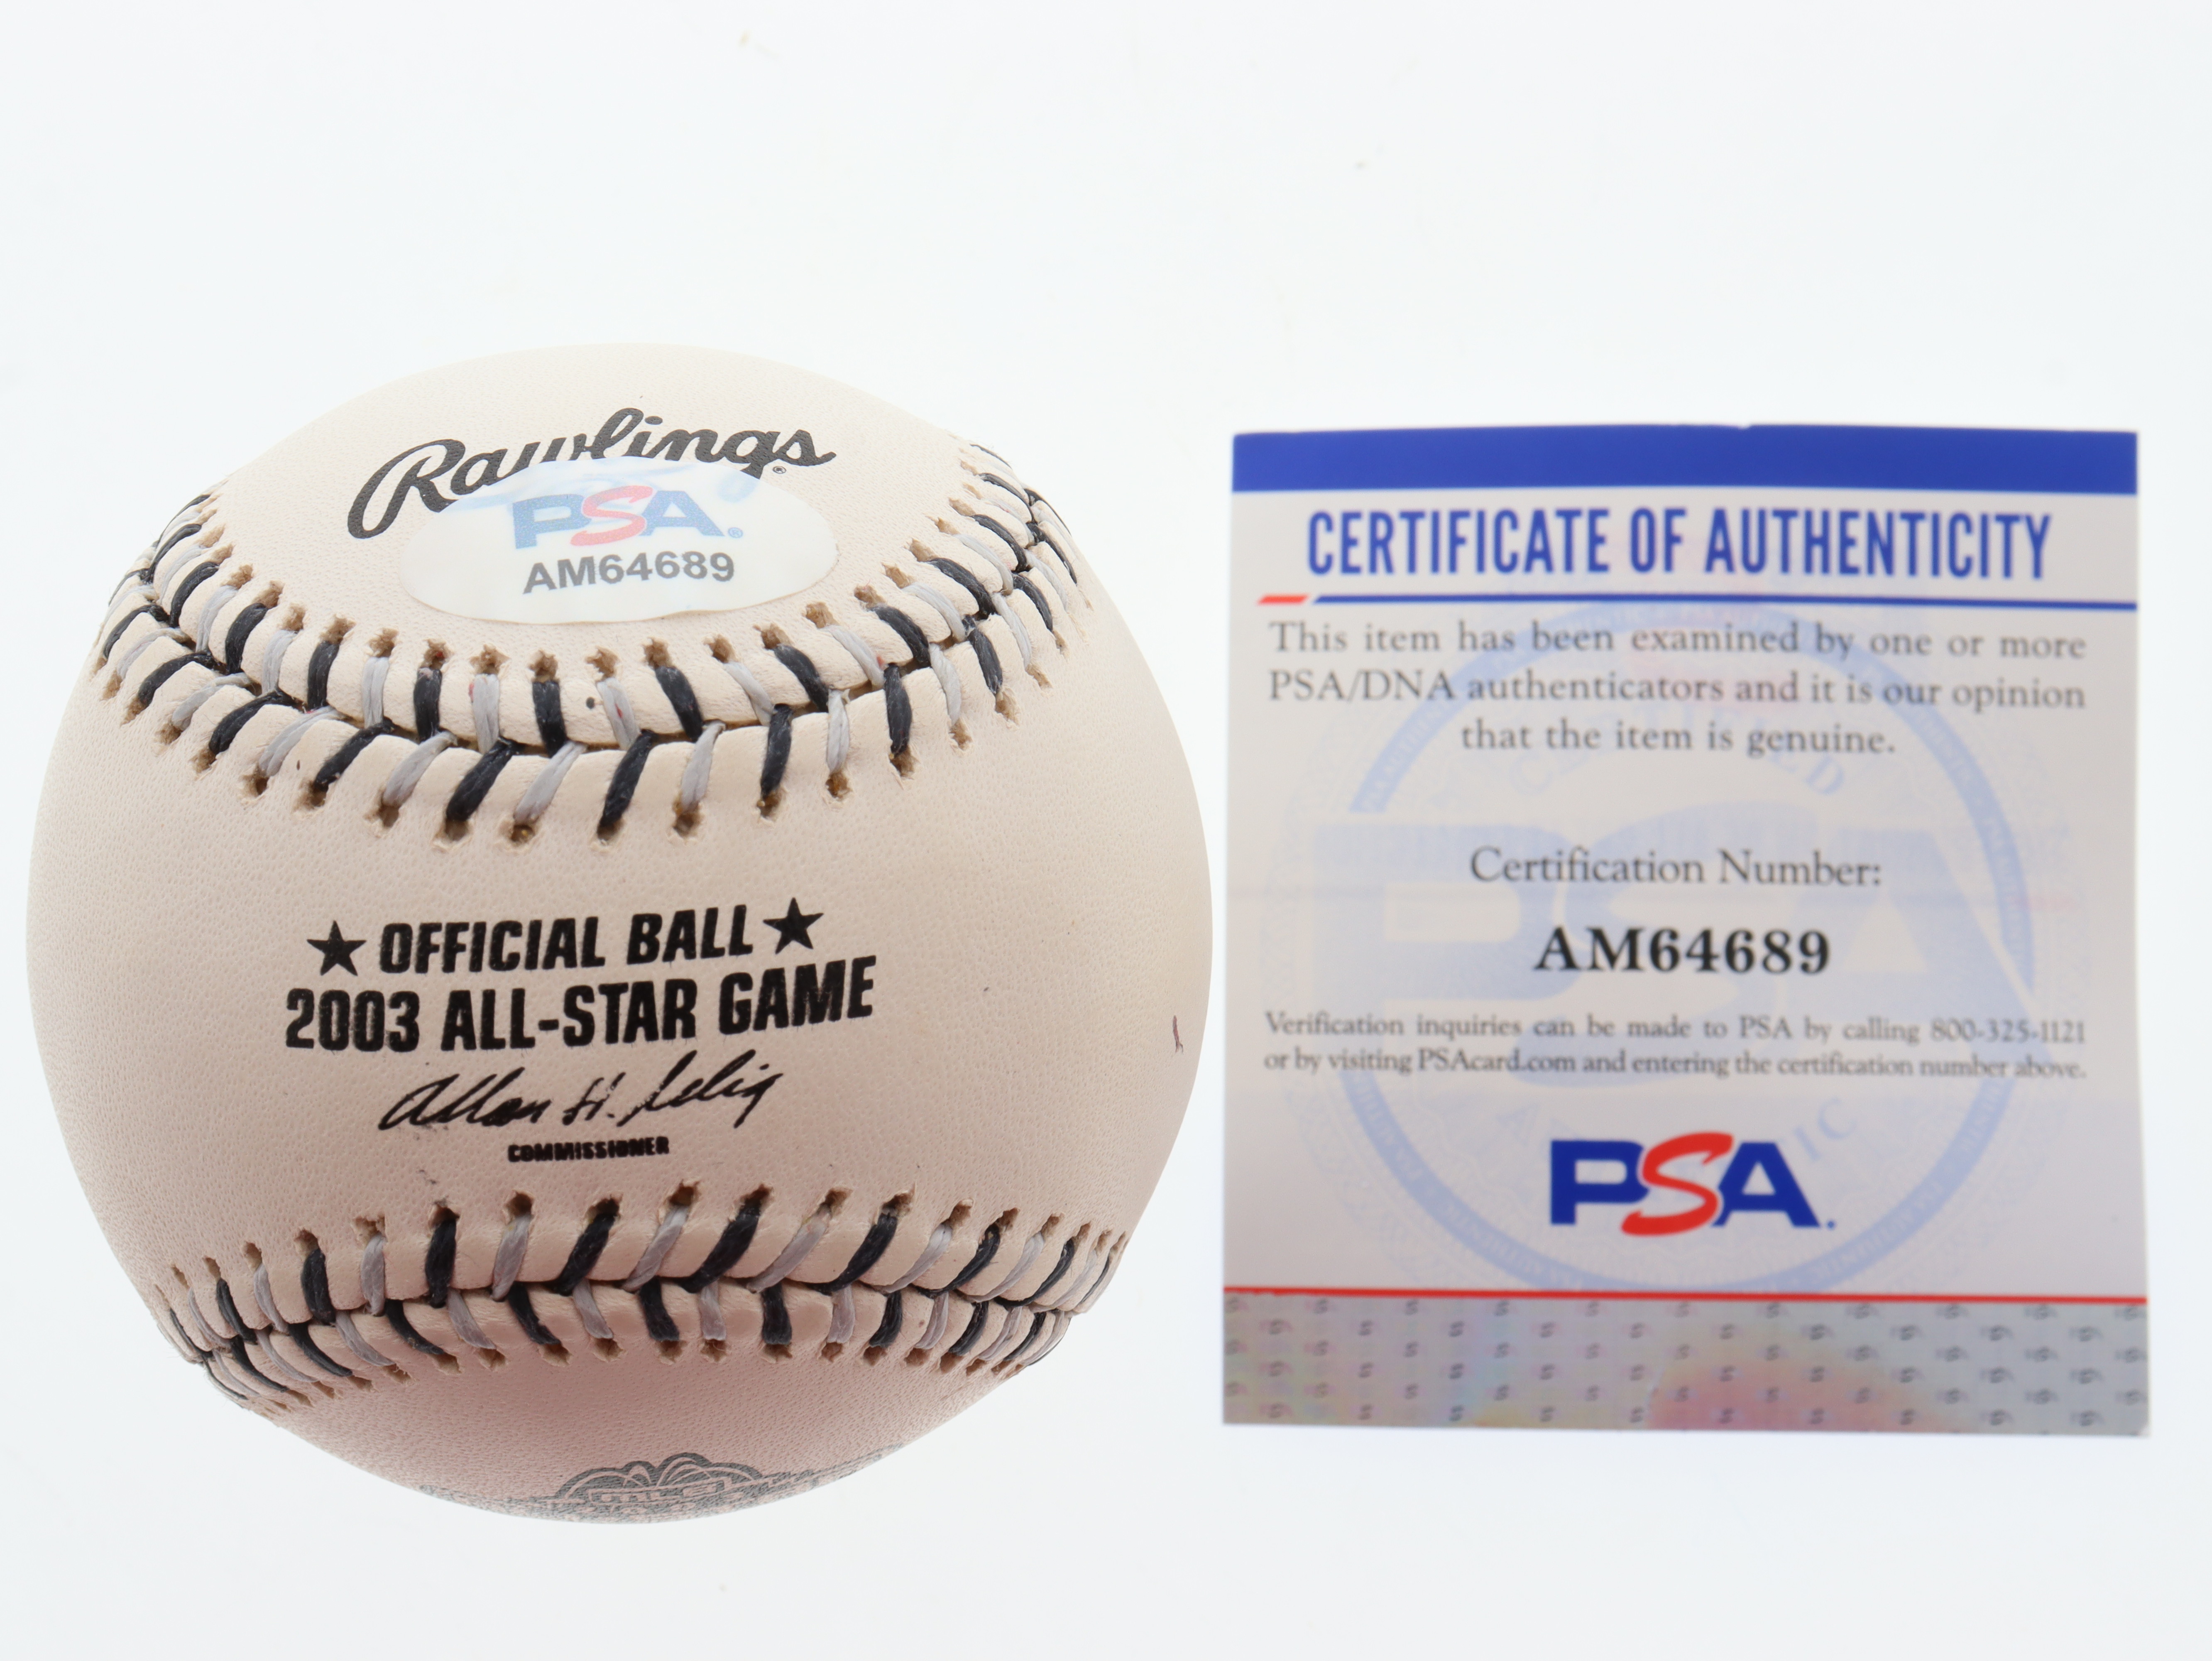 Rawlings
PSA.
AM64689
★ OFFICIAL BALL ★
2003 ALL-STAR GAME
Allan H. Selig
COMMISSIONER
CERTIFICATE OF AUTHENTICITY
This item has been examined by one or more
PSA/DNA authenticators and it is our opinion
that the item is genuine.
Certification Number:
AM64689
Verification inquiries can be made to PSA by calling 800-325-1121
or by visiting PSAcard.com and entering the certification number above.
PSA.